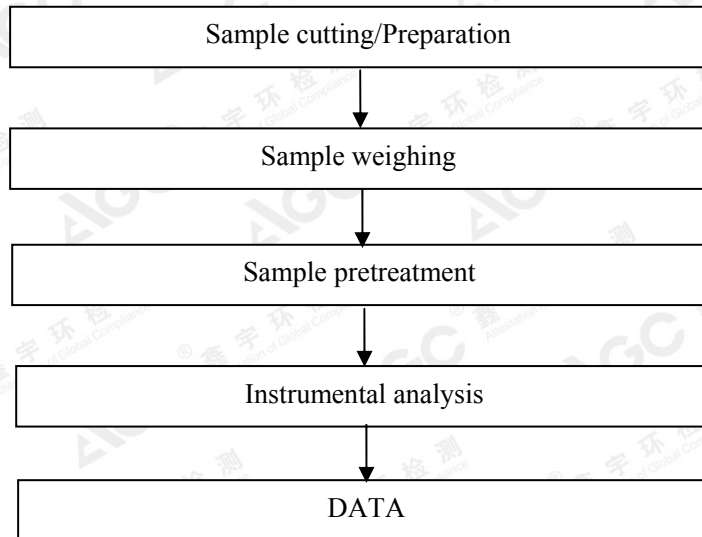 Sample cutting/Preparation
Sample weighing
Sample pretreatment
Instrumental analysis
DATA